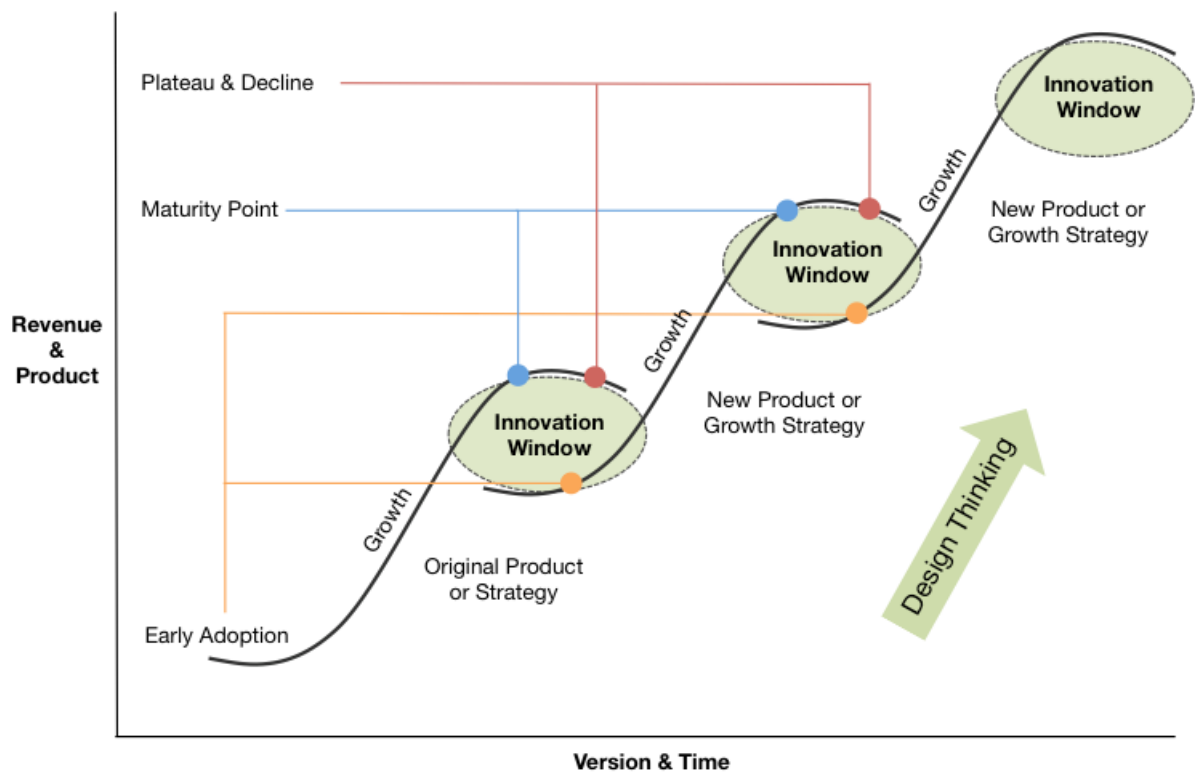 Plateau & Decline
Innovation
Window
Growth
Maturity Point
New Product or
Growth Strategy
Innovation
Window
Revenue
&
Product
Growth
New Product or
Growth Strategy
Innovation
Window
Growth
Design Thinking
Original Product
or Strategy
Early Adoption
Version & Time